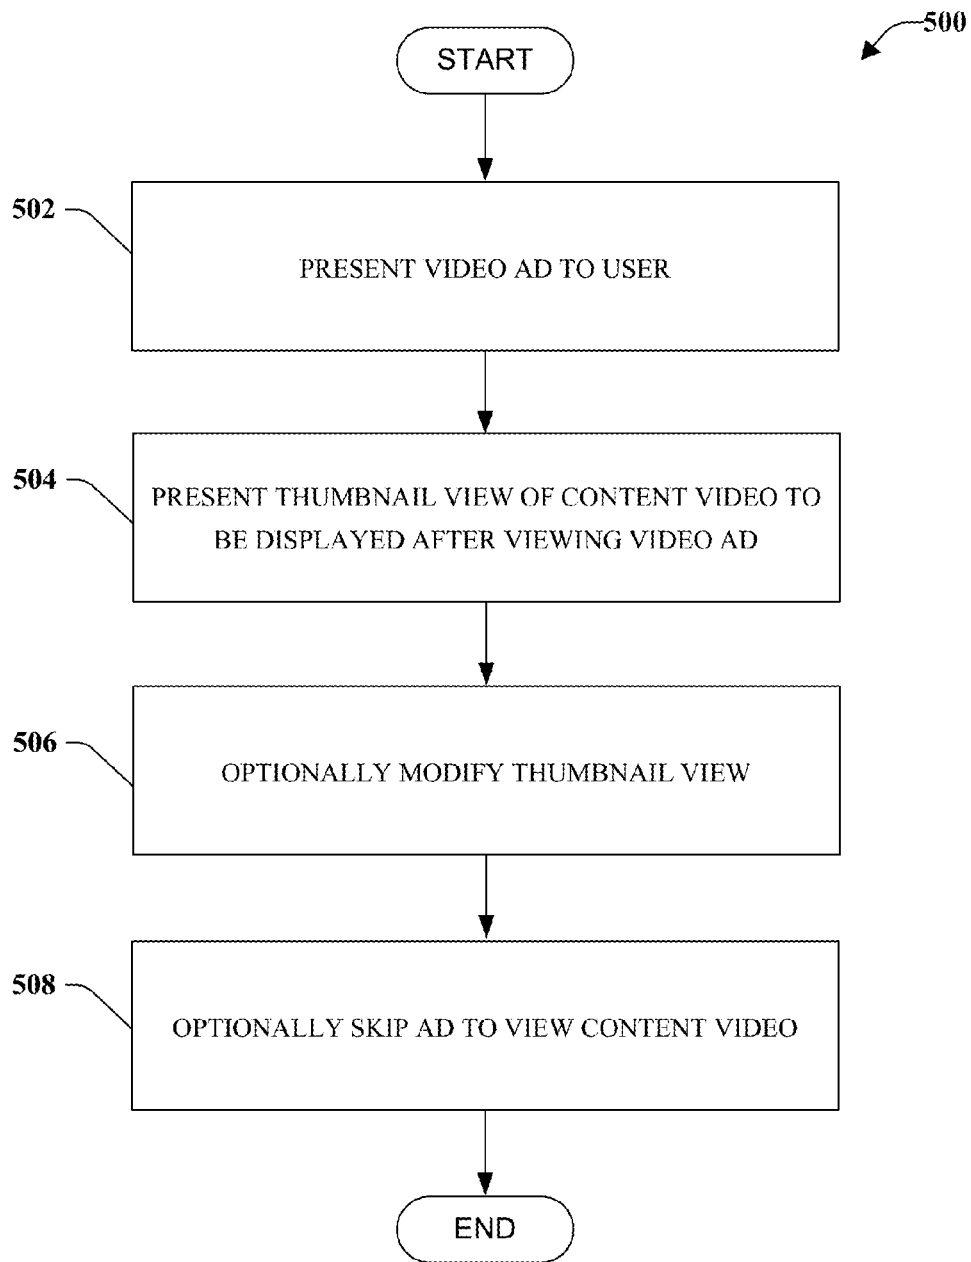 500
START
502
PRESENT VIDEO AD TO USER
504
PRESENT THUMBNAIL VIEW OF CONTENT VIDEO TO
BE DISPLAYED AFTER VIEWING VIDEO AD
506
OPTIONALLY MODIFY THUMBNAIL VIEW
508
OPTIONALLY SKIP AD TO VIEW CONTENT VIDEO
END